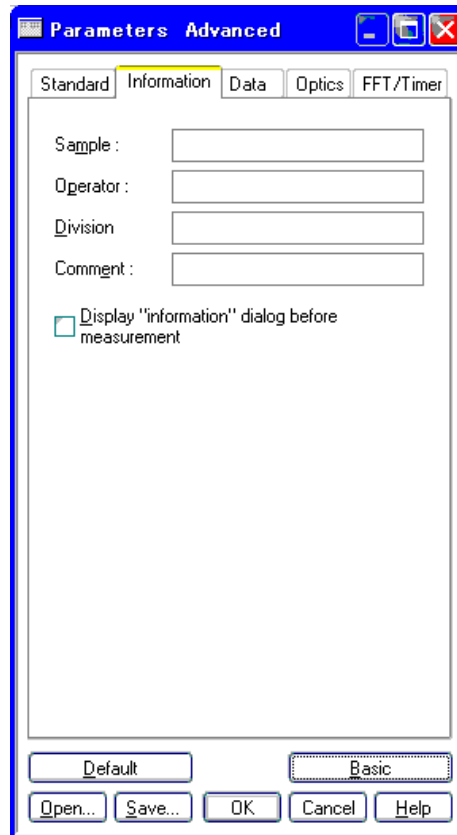 Parameters Advanced
Standard Information Data Optics FFT/Timer
Sample :
Operator :
Division
Comment :
Display "information" dialog before
measurement
Default Basic
Open... Save... OK Cancel Help